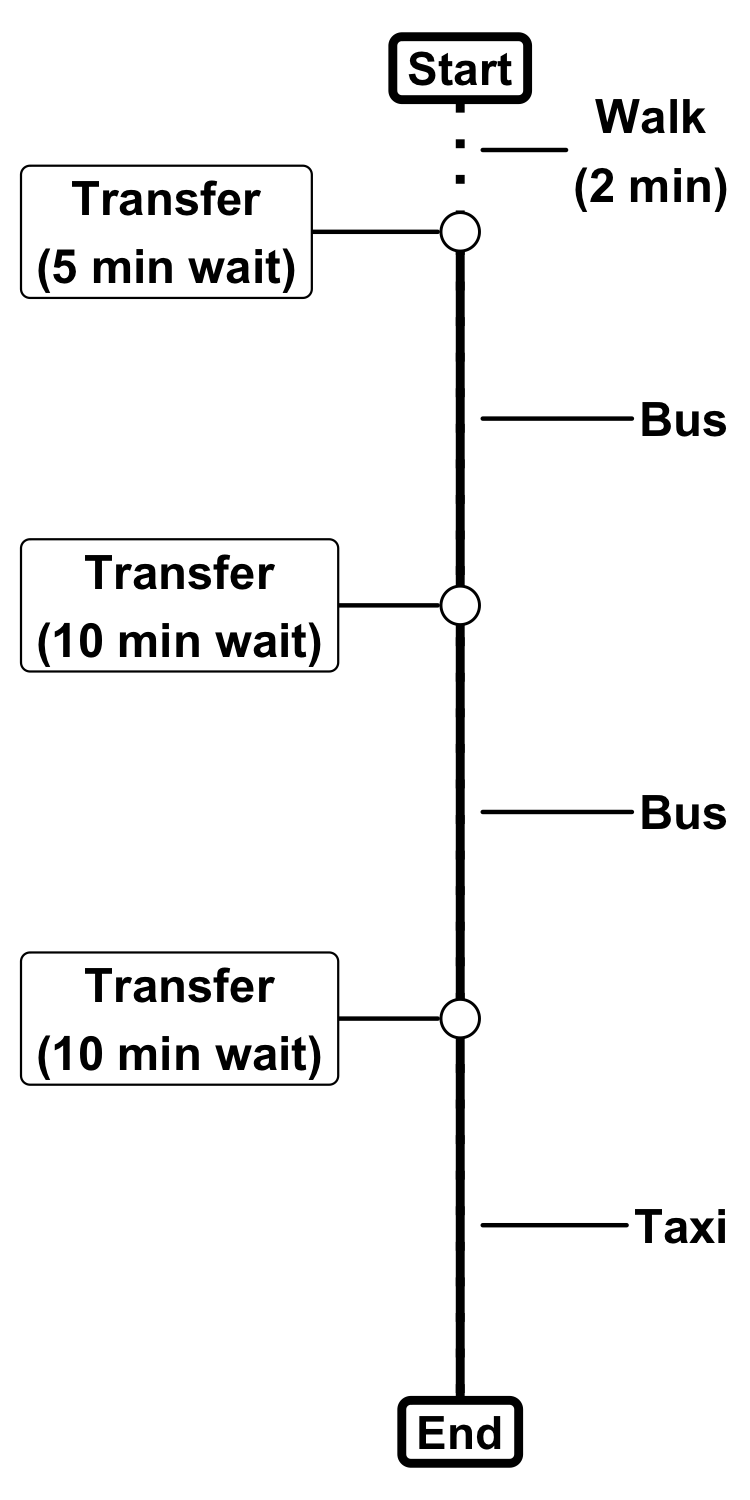 Start
Walk
(2 min)
Transfer
(5 min wait)
Bus
Transfer
(10 min wait)
Bus
Transfer
(10 min wait)
Taxi
End